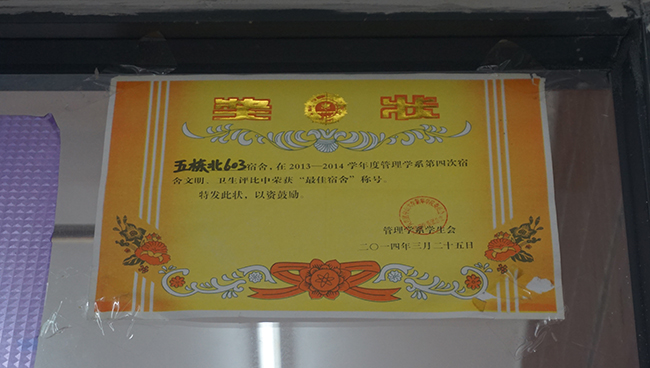 奖 状
五栋北603宿舍，在2013—2014学年度管理学系第四次宿
舍文明、卫生评比中荣获“最佳宿舍”称号。
特发此状，以资鼓励。
管理学系学生会
二〇一四年三月二十五日